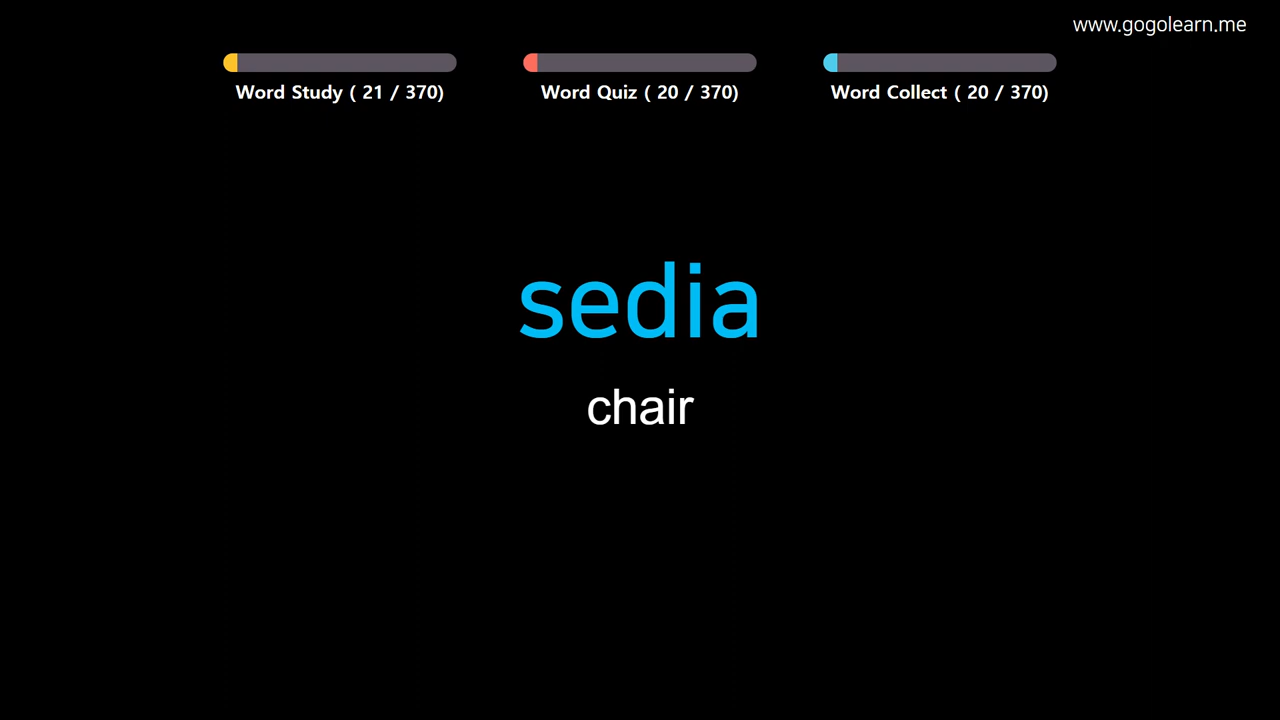 www.gogolearn.me
Word Study ( 21 / 370)
Word Quiz ( 20 / 370)
Word Collect ( 20 / 370)
sedia
chair